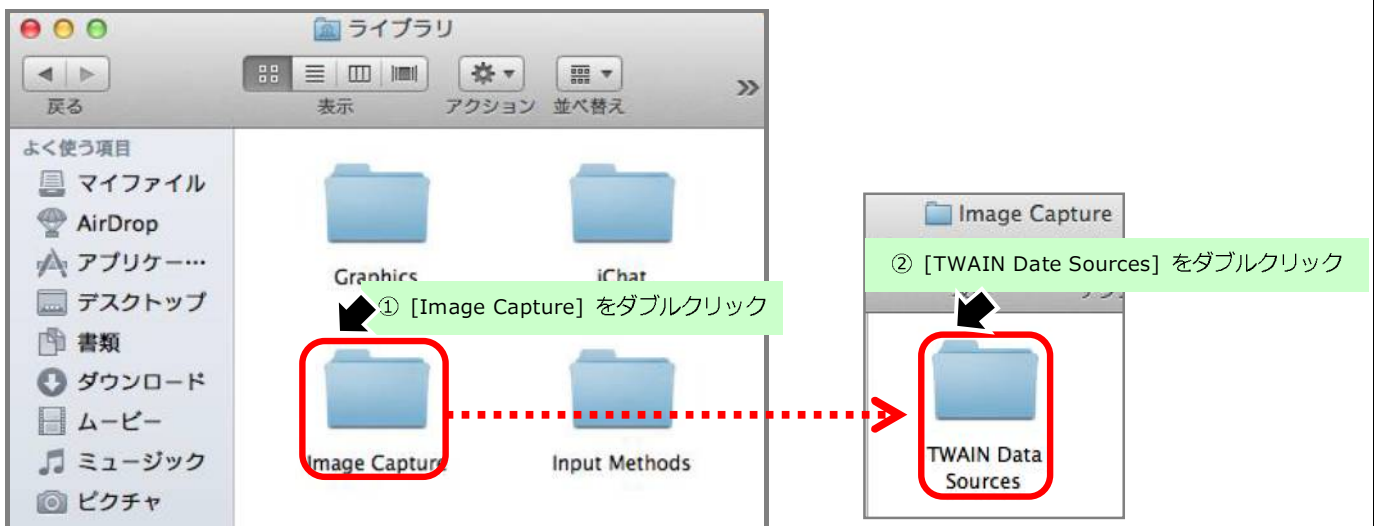 ライブラリ
戻る
表示
アクション
並べ替え
よく使う項目
マイファイル
AirDrop
アプリケー…
デスクトップ
書類
ダウンロード
ムービー
ミュージック
ピクチャ
Graphics
iChat
① [Image Capture] をダブルクリック
Image Capture
Input Methods
Image Capture
② [TWAIN Date Sources] をダブルクリック
TWAIN Data
Sources